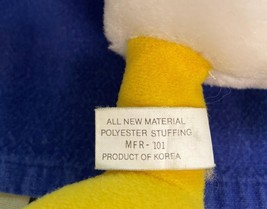 ALL NEW MATERIAL
POLYESTER STUFFING
MFR - 101
PRODUCT OF KOREA